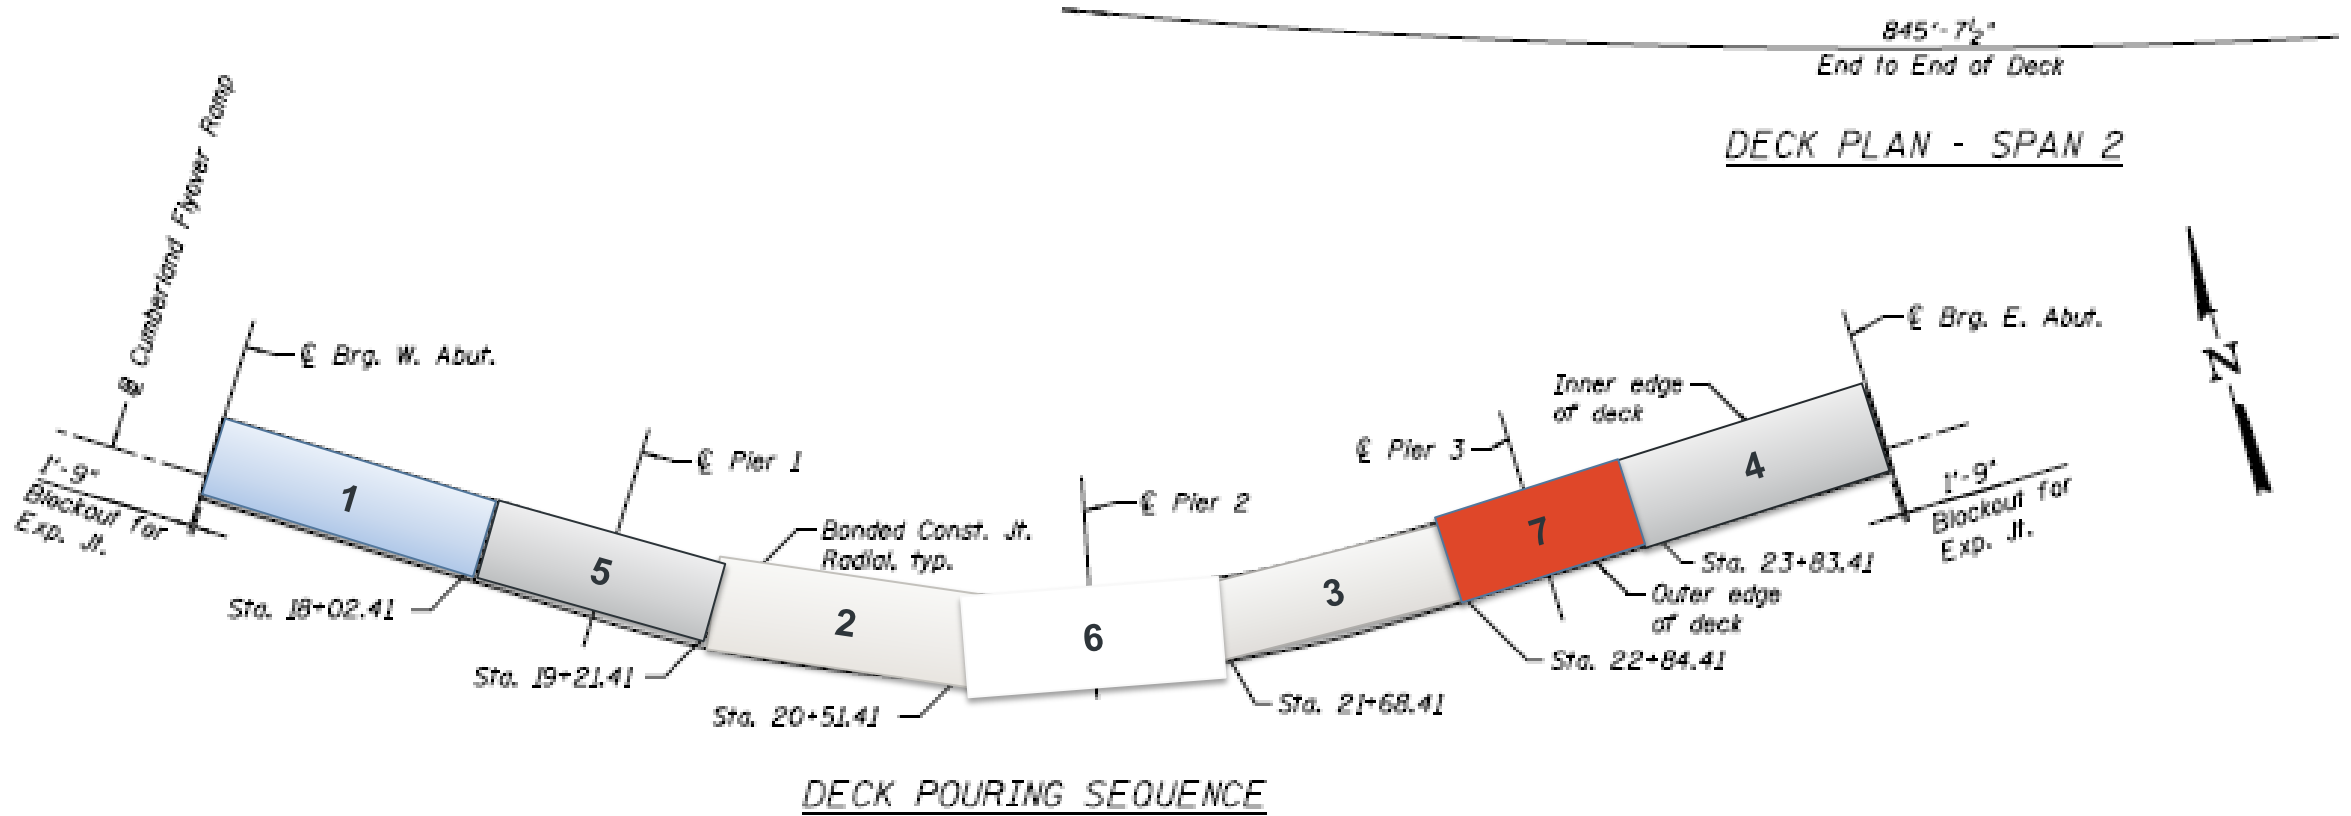 845'-7½"
End to End of Deck
DECK PLAN - SPAN 2
℄ Cumberland Flyover Ramp
N
℄ Brg. W. Abut.
℄ Brg. E. Abut.
Inner edge
of deck
℄ Pier 1
℄ Pier 3
℄ Pier 2
1'-9"
Blockout for
Exp. Jt.
1'-9"
Blockout for
Exp. Jt.
Bonded Const. Jt.
Radial, typ.
1
5
2
6
3
7
4
Sta. 18+02.41
Sta. 19+21.41
Sta. 20+51.41
Sta. 21+68.41
Sta. 22+84.41
Sta. 23+83.41
Outer edge
of deck
DECK POURING SEQUENCE